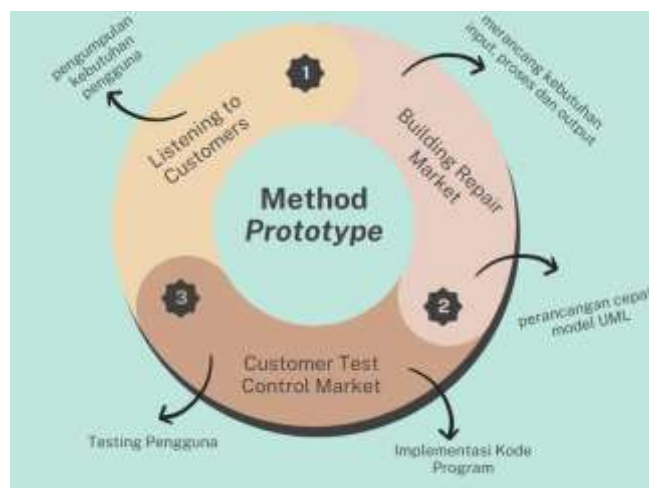 pengumpulan
kebutuhan
pengguna
Listening to
Customers
1
merancang kebutuhan
input, proses dan output
Building Repair
Market
Method
Prototype
2
perancangan cepat
model UML
3
Customer Test
Control Market
Testing Pengguna
Implementasi Kode
Program